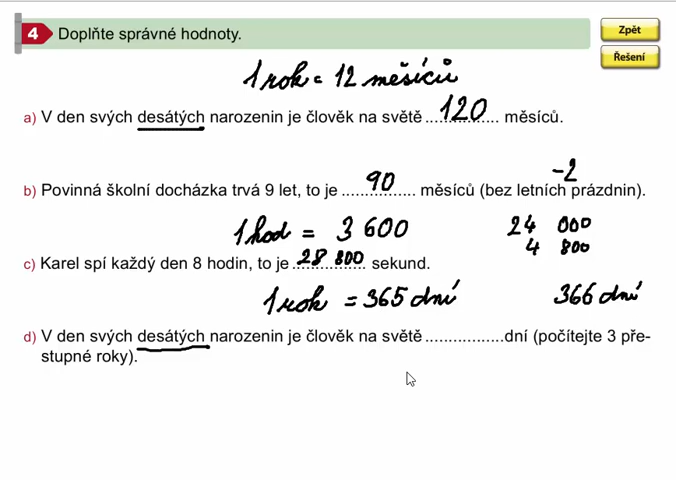 4 Doplňte správné hodnoty.
Zpět
Řešení
1 rok = 12 měsíců
a) V den svých desátých narozenin je člověk na světě ...120... měsíců.
-2
b) Povinná školní docházka trvá 9 let, to je ...90... měsíců (bez letních prázdnin).
1 hod = 3 600
24 000
4 800
c) Karel spí každý den 8 hodin, to je 28 800 sekund.
1 rok = 365 dní
366 dní
d) V den svých desátých narozenin je člověk na světě .................dní (počítejte 3 pře-
stupné roky).